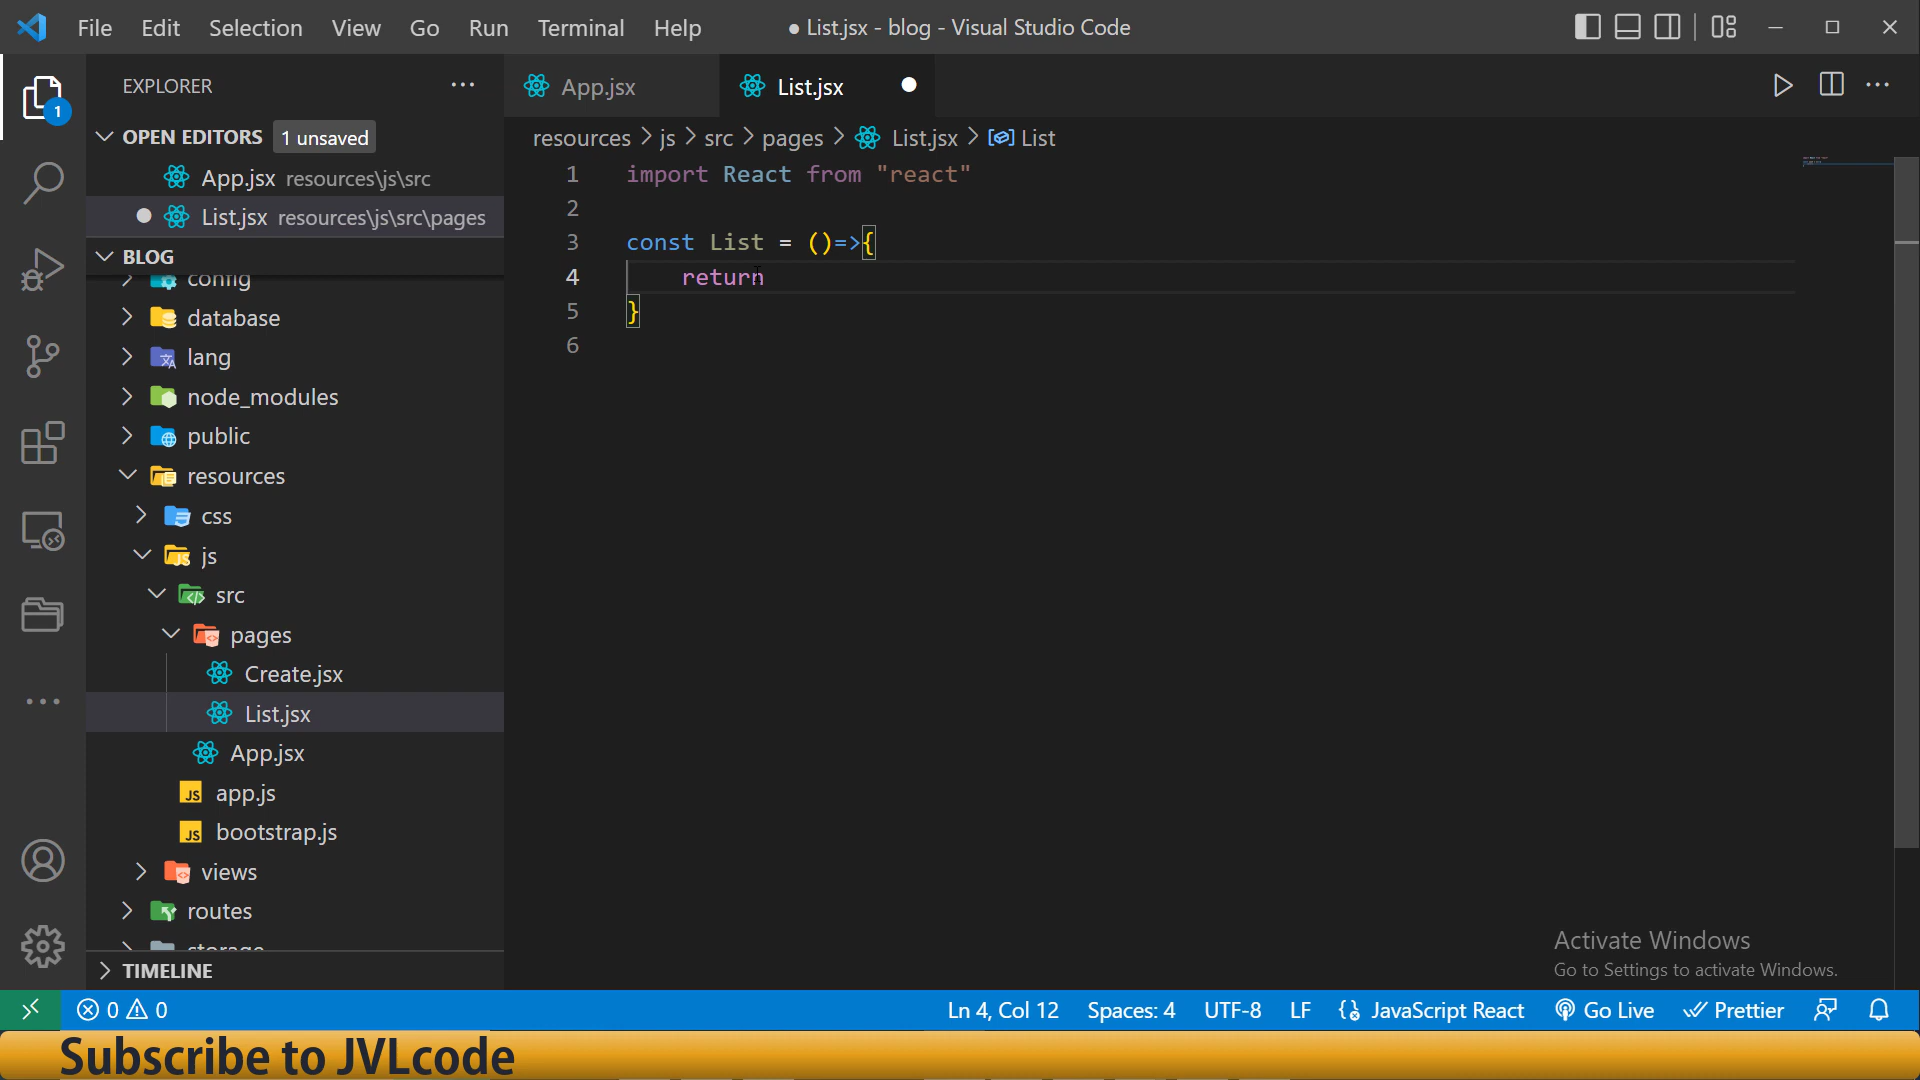 File Edit Selection View Go Run Terminal Help
● List.jsx - blog - Visual Studio Code
EXPLORER
1
OPEN EDITORS 1 unsaved
App.jsx resources\js\src
List.jsx resources\js\src\pages
BLOG
config
database
lang
node_modules
public
resources
css
js
src
pages
Create.jsx
List.jsx
App.jsx
app.js
bootstrap.js
views
routes
storage
TIMELINE
App.jsx
List.jsx
resources > js > src > pages > List.jsx > List
1 import React from "react"
2
3 const List = ()=>{
4     return
5 }
6
Activate Windows
Go to Settings to activate Windows.
0 0
Ln 4, Col 12 Spaces: 4 UTF-8 LF JavaScript React Go Live Prettier
Subscribe to JVLcode